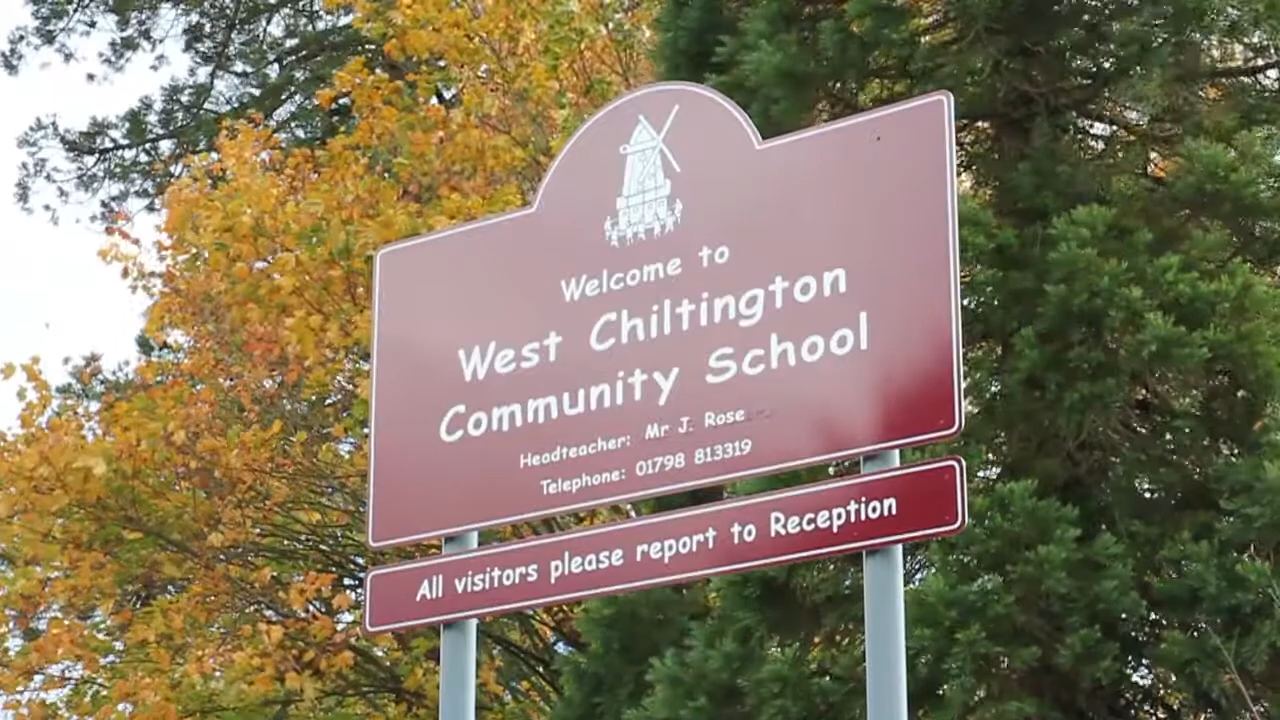 Welcome to
West Chiltington
Community School
Headteacher: Mr J. Rose
Telephone: 01798 813319
All visitors please report to Reception